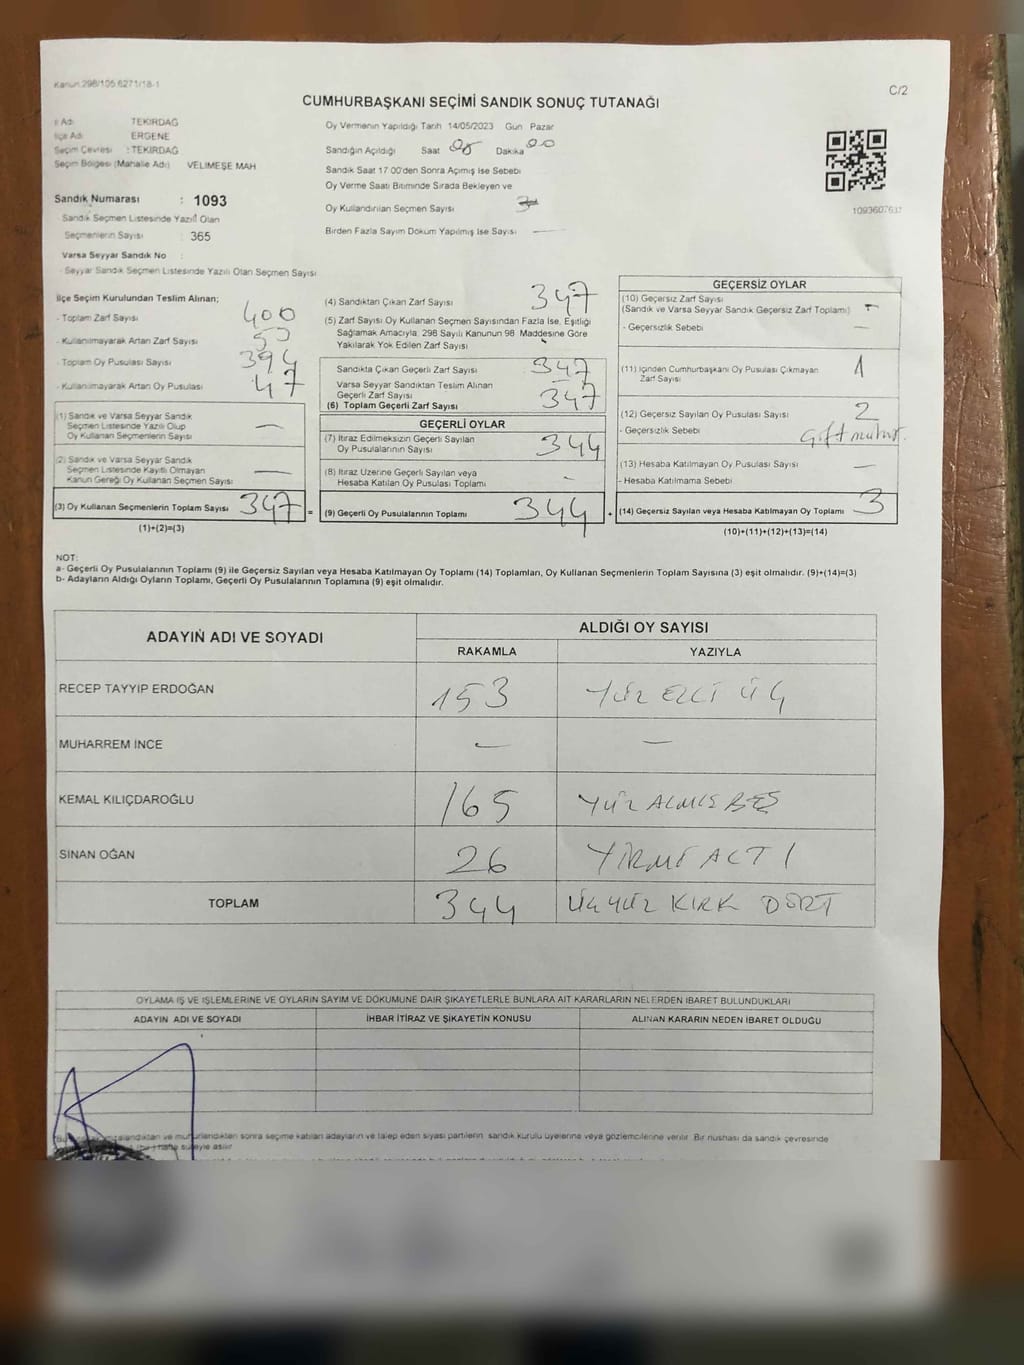 Kanun 298/105.6271/18-1
C/2
CUMHURBAŞKANI SEÇİMİ SANDIK SONUÇ TUTANAĞI
İl Adı TEKİRDAĞ
İlçe Adı ERGENE
Seçim Çevresi : TEKİRDAĞ
Seçim Bölgesi (Mahalle Adı) VELİMEŞE MAH
Sandık Numarası : 1093
Sandık Seçmen Listesinde Yazılı Olan
Seçmenlerin Sayısı : 365
Varsa Seyyar Sandık No :
- Seyyar Sandık Seçmen Listesinde Yazılı Olan Seçmen Sayısı
Oy Vermenin Yapıldığı Tarih 14/05/2023 Gün Pazar
Sandığın Açıldığı Saat 08 Dakika 00
Sandık Saat 17:00'den Sonra Açımış İse Sebebi
Oy Verme Saati Bitiminde Sırada Bekleyen ve
Oy Kullandırılan Seçmen Sayısı
Birden Fazla Sayım Döküm Yapılmış İse Sayısı —
1093607637
İlçe Seçim Kurulundan Teslim Alınan;
- Toplam Zarf Sayısı 400
- Kullanılmayarak Artan Zarf Sayısı 53
- Toplam Oy Pusulası Sayısı 394
- Kullanılmayarak Artan Oy Pusulası 47
(1) Sandık ve Varsa Seyyar Sandık
Seçmen Listesinde Yazılı Olup
Oy Kullanan Seçmenlerin Sayısı —
(2) Sandık ve Varsa Seyyar Sandık
Seçmen Listesinde Kayıtlı Olmayan
Kanun Gereği Oy Kullanan Seçmen Sayısı —
(3) Oy Kullanan Seçmenlerin Toplam Sayısı 347 =
(1)+(2)=(3)
(4) Sandıktan Çıkan Zarf Sayısı 347
(5) Zarf Sayısı Oy Kullanan Seçmen Sayısından Fazla İse, Eşitliği
Sağlamak Amacıyla, 298 Sayılı Kanunun 98. Maddesine Göre
Yakılarak Yok Edilen Zarf Sayısı -
Sandıkta Çıkan Geçerli Zarf Sayısı 347
Varsa Seyyar Sandıktan Teslim Alınan
Geçerli Zarf Sayısı -
(6) Toplam Geçerli Zarf Sayısı 347
GEÇERLİ OYLAR
(7) İtiraz Edilmeksizin Geçerli Sayılan
Oy Pusulalarının Sayısı 344
(8) İtiraz Üzerine Geçerli Sayılan veya
Hesaba Katılan Oy Pusulası Toplamı -
(9) Geçerli Oy Pusulalarının Toplamı 344 +
GEÇERSİZ OYLAR
(10) Geçersiz Zarf Sayısı
(Sandık ve Varsa Seyyar Sandık Geçersiz Zarf Toplamı) -
- Geçersizlik Sebebi —
(11) İçinden Cumhurbaşkanı Oy Pusulası Çıkmayan
Zarf Sayısı 1
(12) Geçersiz Sayılan Oy Pusulası Sayısı 2
- Geçersizlik Sebebi Çift mühür.
(13) Hesaba Katılmayan Oy Pusulası Sayısı —
- Hesaba Katılmama Sebebi
(14) Geçersiz Sayılan veya Hesaba Katılmayan Oy Toplamı 3
(10)+(11)+(12)+(13)=(14)
NOT:
a- Geçerli Oy Pusulalarının Toplamı (9) ile Geçersiz Sayılan veya Hesaba Katılmayan Oy Toplamı (14) Toplamları, Oy Kullanan Seçmenlerin Toplam Sayısına (3) eşit olmalıdır. (9)+(14)=(3)
b- Adayların Aldığı Oyların Toplamı, Geçerli Oy Pusulalarının Toplamına (9) eşit olmalıdır.
ADAYIN ADI VE SOYADI ALDIĞI OY SAYISI
RAKAMLA YAZIYLA
RECEP TAYYİP ERDOĞAN 153 YÜZ ELLİ ÜÇ
MUHARREM İNCE — —
KEMAL KILIÇDAROĞLU 165 YÜZ ALMIŞ BEŞ
SİNAN OĞAN 26 YİRMİ ALTI
TOPLAM 344 ÜÇ YÜZ KIRK DÖRT
OYLAMA İŞ VE İŞLEMLERİNE VE OYLARIN SAYIM VE DÖKÜMÜNE DAİR ŞİKAYETLERLE BUNLARA AİT KARARLARIN NELERDEN İBARET BULUNDUKLARI
ADAYIN ADI VE SOYADI İHBAR İTİRAZ VE ŞİKAYETİN KONUSU ALINAN KARARIN NEDEN İBARET OLDUĞU
imzalandıktan ve mühürlendikten sonra seçime katılan adayların ve talep eden siyasi partilerin sandık kurulu üyelerine veya gözlemcilerine verilir. Bir nüshası da sandık çevresinde
hafta süreyle asılır